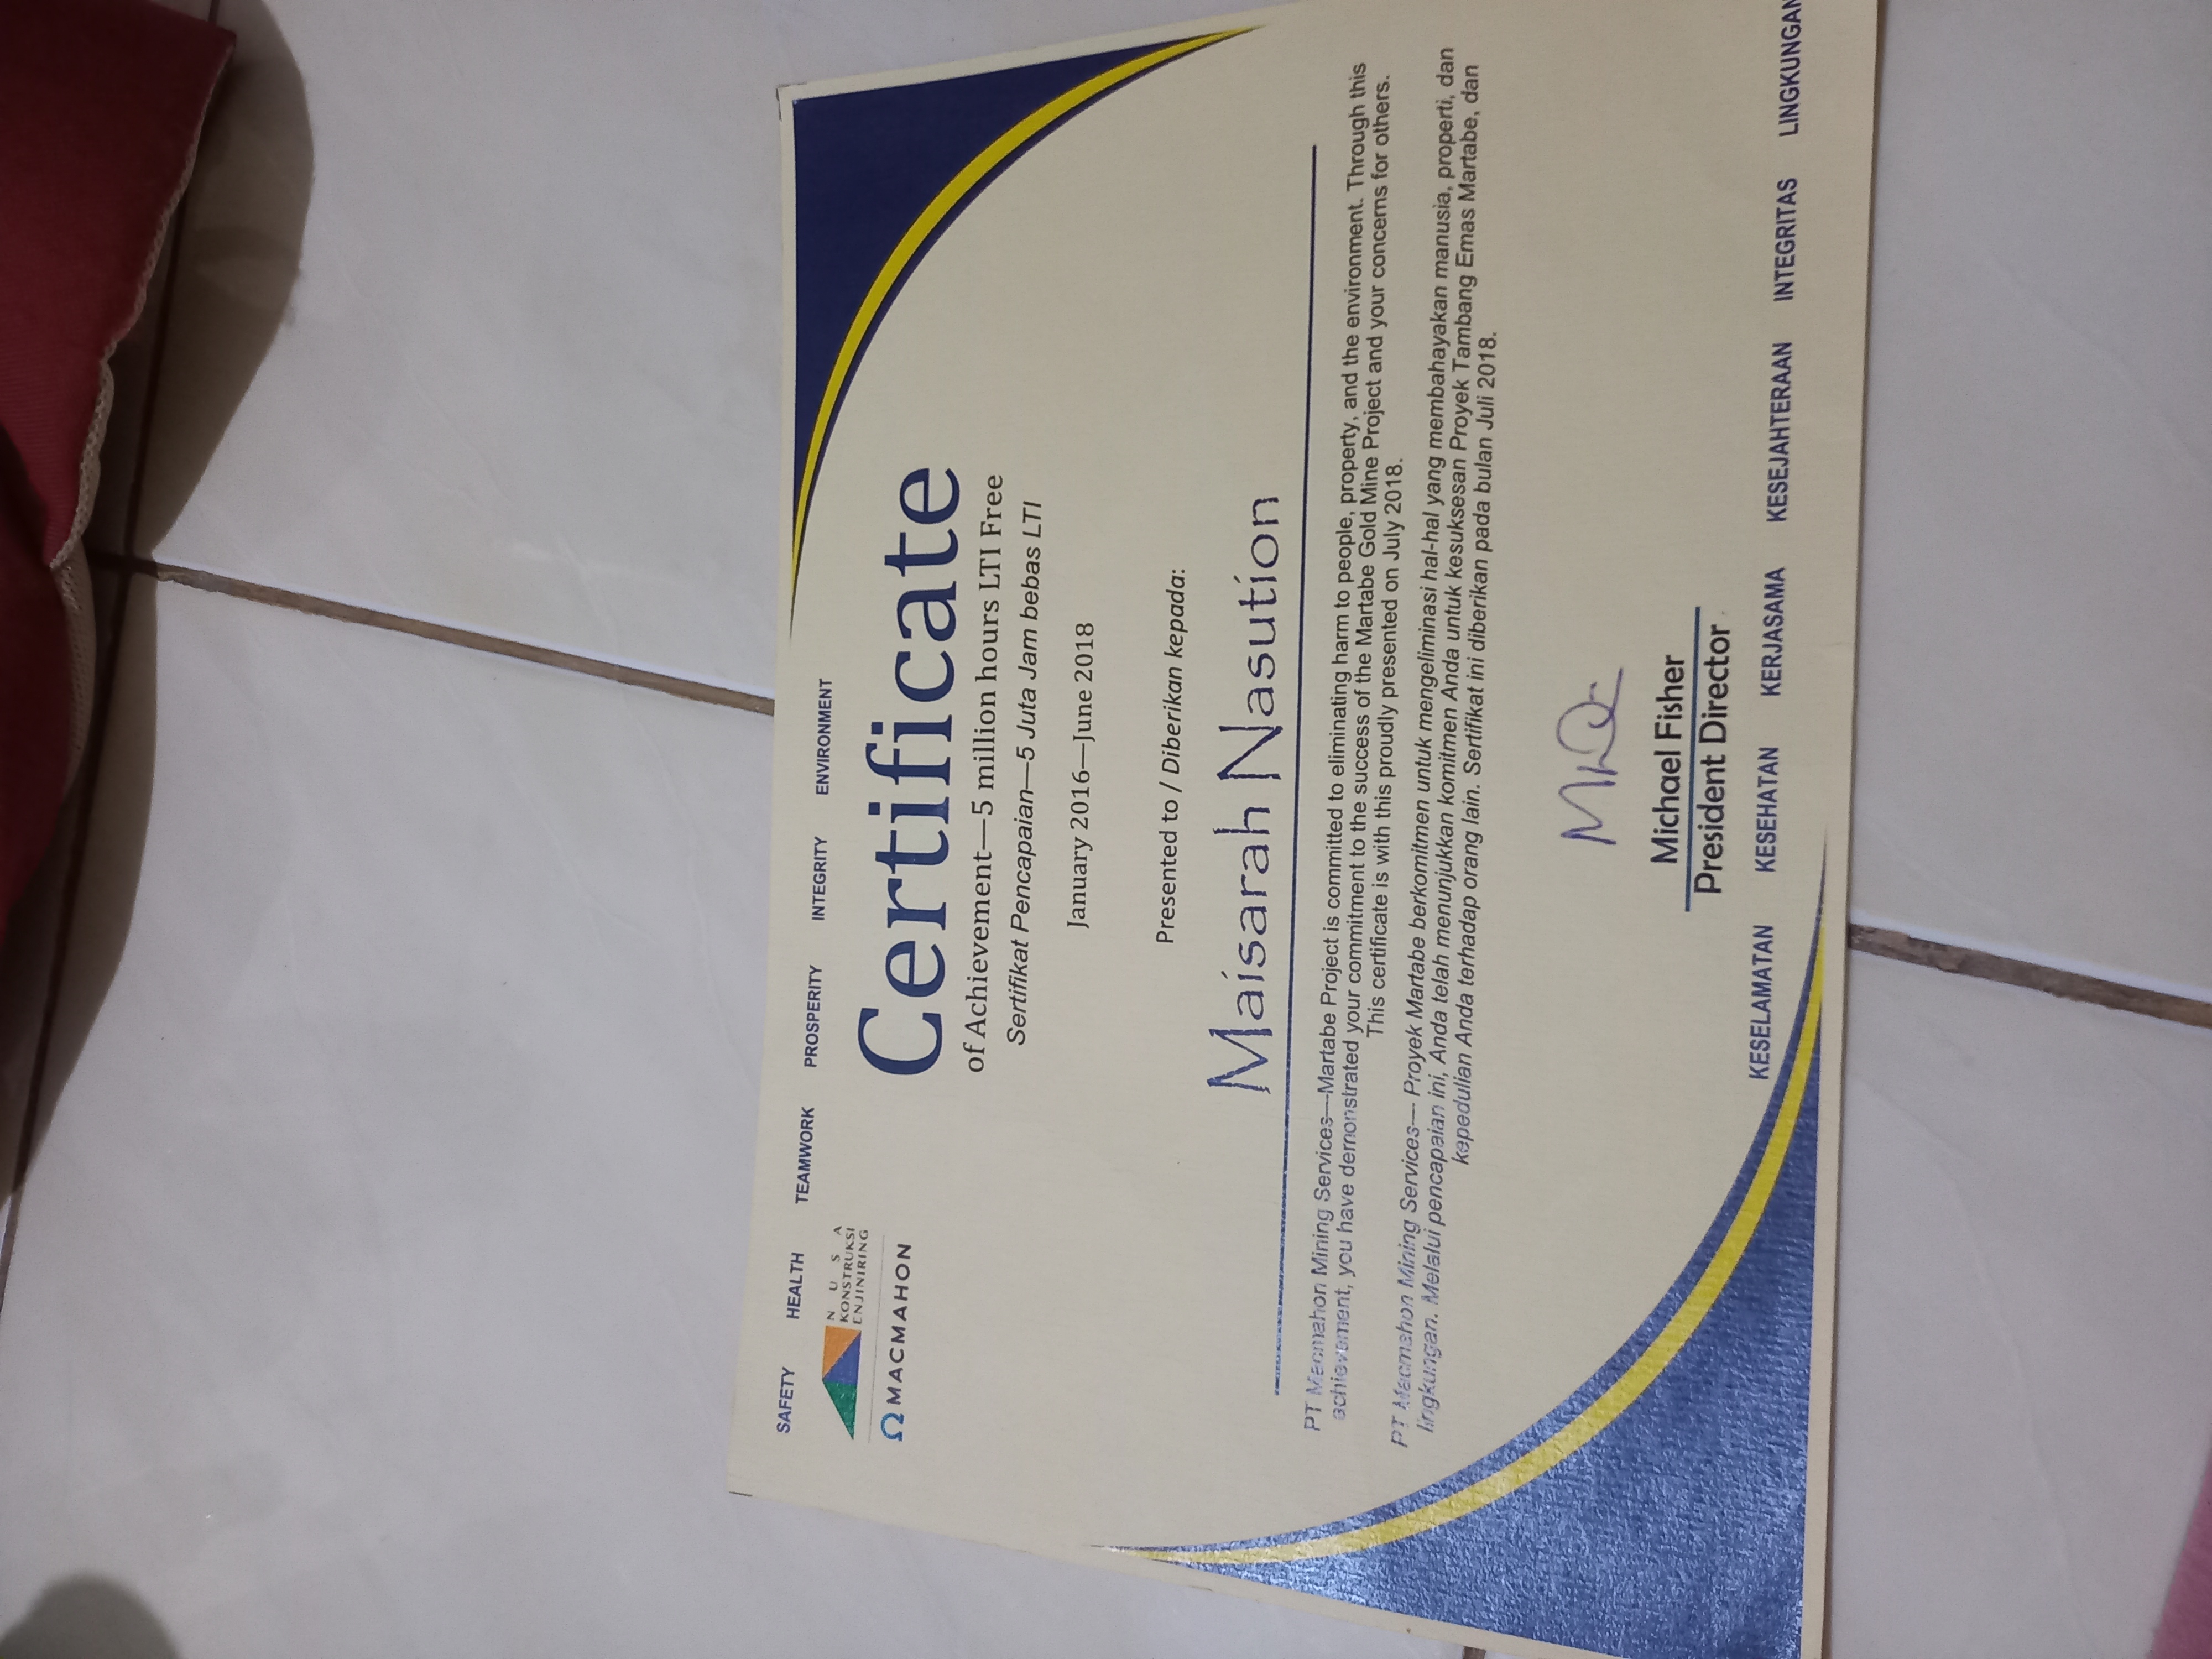 SAFETY HEALTH TEAMWORK PROSPERITY INTEGRITY ENVIRONMENT
NUSA
KONSTRUKSI
ENJINIRING
MACMAHON
Certificate
of Achievement—5 million hours LTI Free
Sertifikat Pencapaian—5 Juta Jam bebas LTI
January 2016—June 2018
Presented to / Diberikan kepada:
Maisarah Nasution
PT Macmahon Mining Services—Martabe Project is committed to eliminating harm to people, property, and the environment. Through this
achievement, you have demonstrated your commitment to the success of the Martabe Gold Mine Project and your concerns for others.
This certificate is with this proudly presented on July 2018.
PT Macmahon Mining Services— Proyek Martabe berkomitmen untuk mengeliminasi hal-hal yang membahayakan manusia, properti, dan
lingkungan. Melalui pencapaian ini, Anda telah menunjukkan komitmen Anda untuk kesuksesan Proyek Tambang Emas Martabe, dan
kepedulian Anda terhadap orang lain. Sertifikat ini diberikan pada bulan Juli 2018.
Michael Fisher
President Director
KESELAMATAN KESEHATAN KERJASAMA KESEJAHTERAAN INTEGRITAS LINGKUNGAN